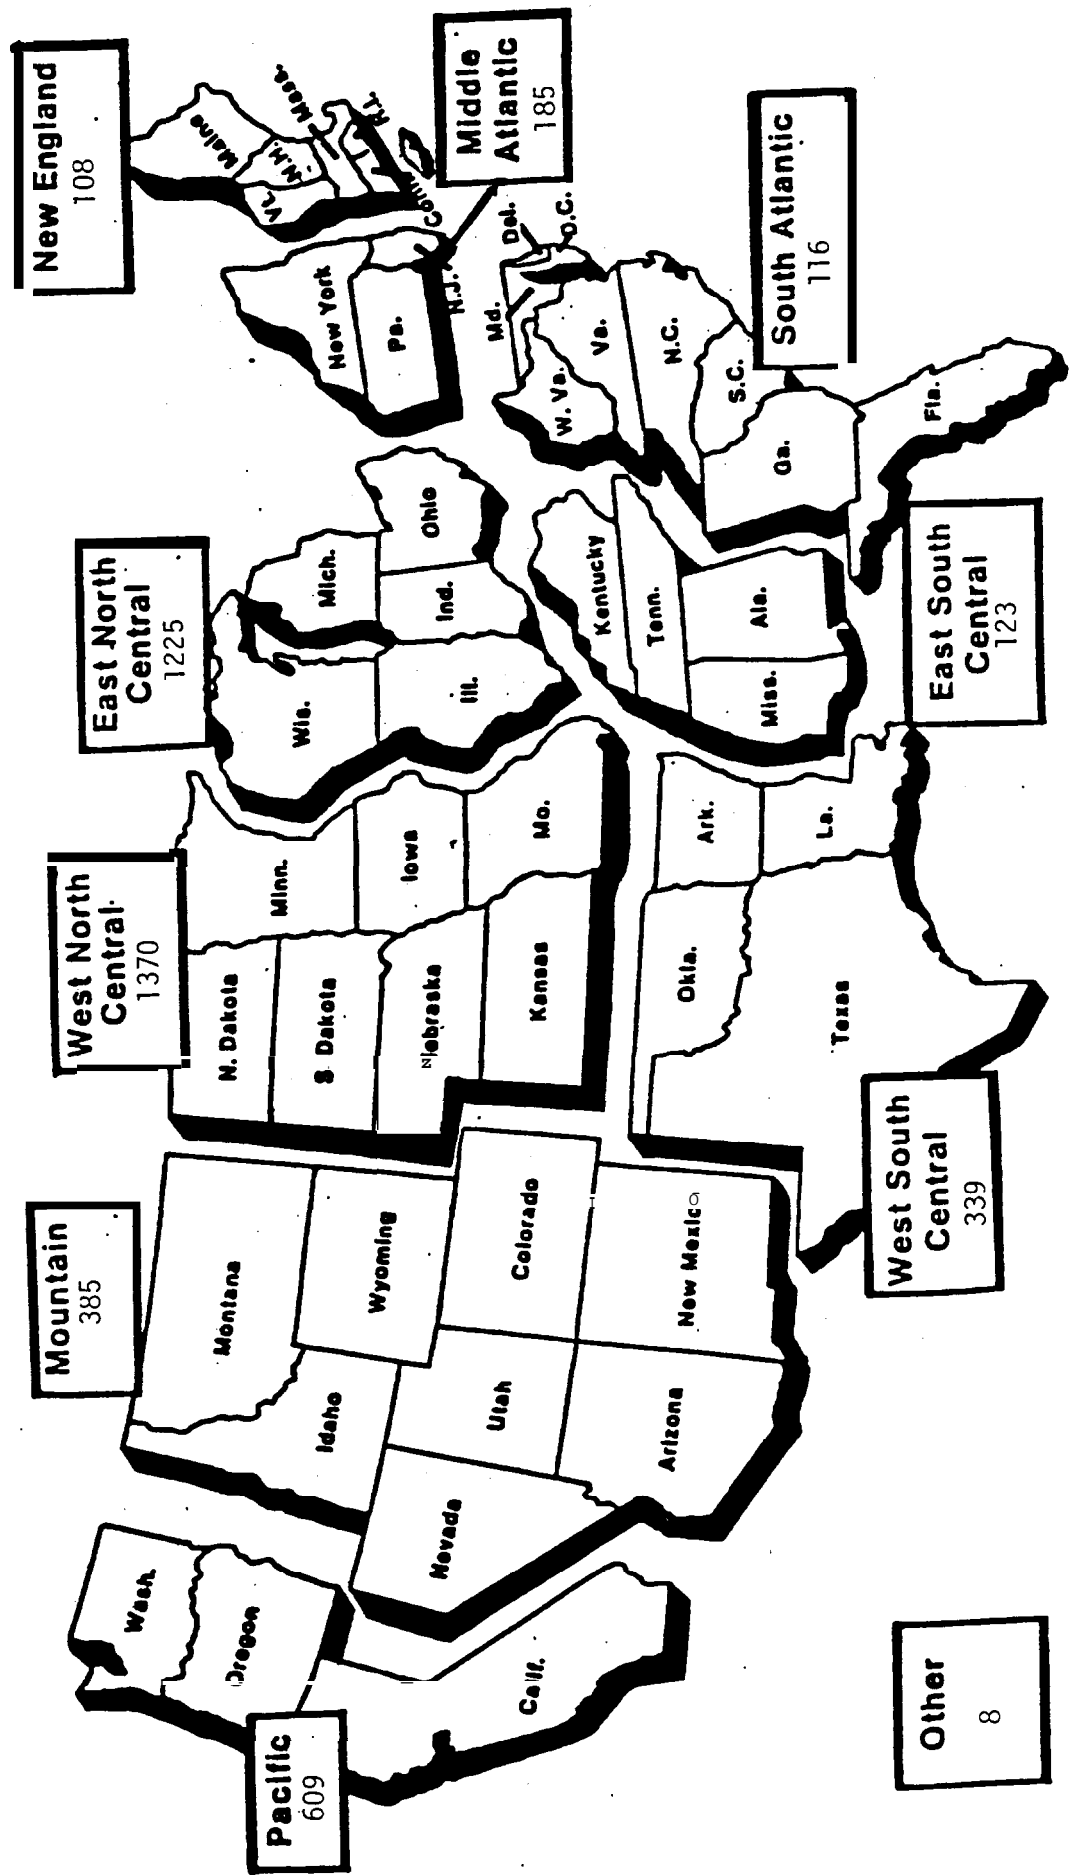 Pacific
609
Mountain
385
West North
Central
1370
East North
Central
1225
New England
108
Middle
Atlantic
185
South Atlantic
116
East South
Central
123
West South
Central
339
Other
8
Wash.
Oregon
Calif.
Montana
Idaho
Wyoming
Nevada
Utah
Colorado
Arizona
New Mexico
N. Dakota
S Dakota
Nebraska
Kansas
Minn.
Iowa
Mo.
Okla.
Texas
Ark.
La.
Wis.
Mich.
Ill.
Ind.
Ohio
Kentucky
Tenn.
Miss.
Ala.
New York
Pa.
N.J.
Maine
Vt.
N.H.
Mass.
R.I.
Conn
Md.
Del.
D.C.
W. Va.
Va.
N.C.
S.C.
Ga.
Fla.